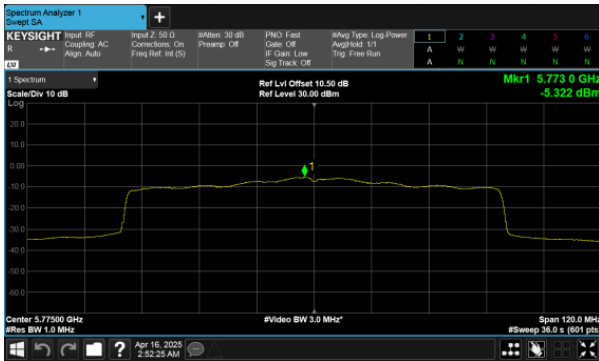 Spectrum Analyzer 1
Swept SA
KEYSIGHT
R
Input: RF
Coupling: AC
Align: Auto
Input Z: 50 Ω
Corrections: On
Freq Ref: Int (S)
#Atten: 30 dB
Preamp: Off
PNO: Fast
Gate: Off
IF Gain: Low
Sig Track: Off
#Avg Type: Log-Power
Avg|Hold: 1/1
Trig: Free Run
1 2 3 4 5 6
A W W W W W
A N N N N N
1 Spectrum
Scale/Div 10 dB
Ref Lvl Offset 10.50 dB
Ref Level 30.00 dBm
Mkr1 5.773 0 GHz
-5.322 dBm
Log
20.0
10.0
0.00
-10.0
-20.0
-30.0
-40.0
-50.0
-60.0
1
Center 5.77500 GHz
#Res BW 1.0 MHz
#Video BW 3.0 MHz*
Span 120.0 MHz
#Sweep 36.0 s (601 pts)
?
Apr 16, 2025
2:52:25 AM